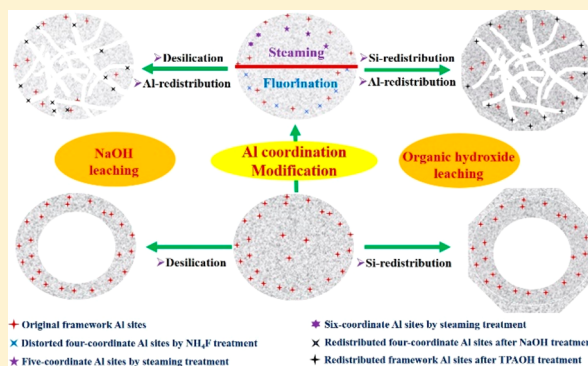 Steaming
Fluorination
➢Desilication
➢Al-redistribution
➢Si-redistribution
➢Al-redistribution
NaOH
leaching
Al coordination
Modification
Organic hydroxide
leaching
➢Desilication
➢Si-redistribution
Original framework Al sites
Distorted four-coordinate Al sites by NH₄F treatment
Five-coordinate Al sites by steaming treatment
Six-coordinate Al sites by steaming treatment
Redistributed four-coordinate Al sites after NaOH treatment
Redistributed framework Al sites after TPAOH treatment